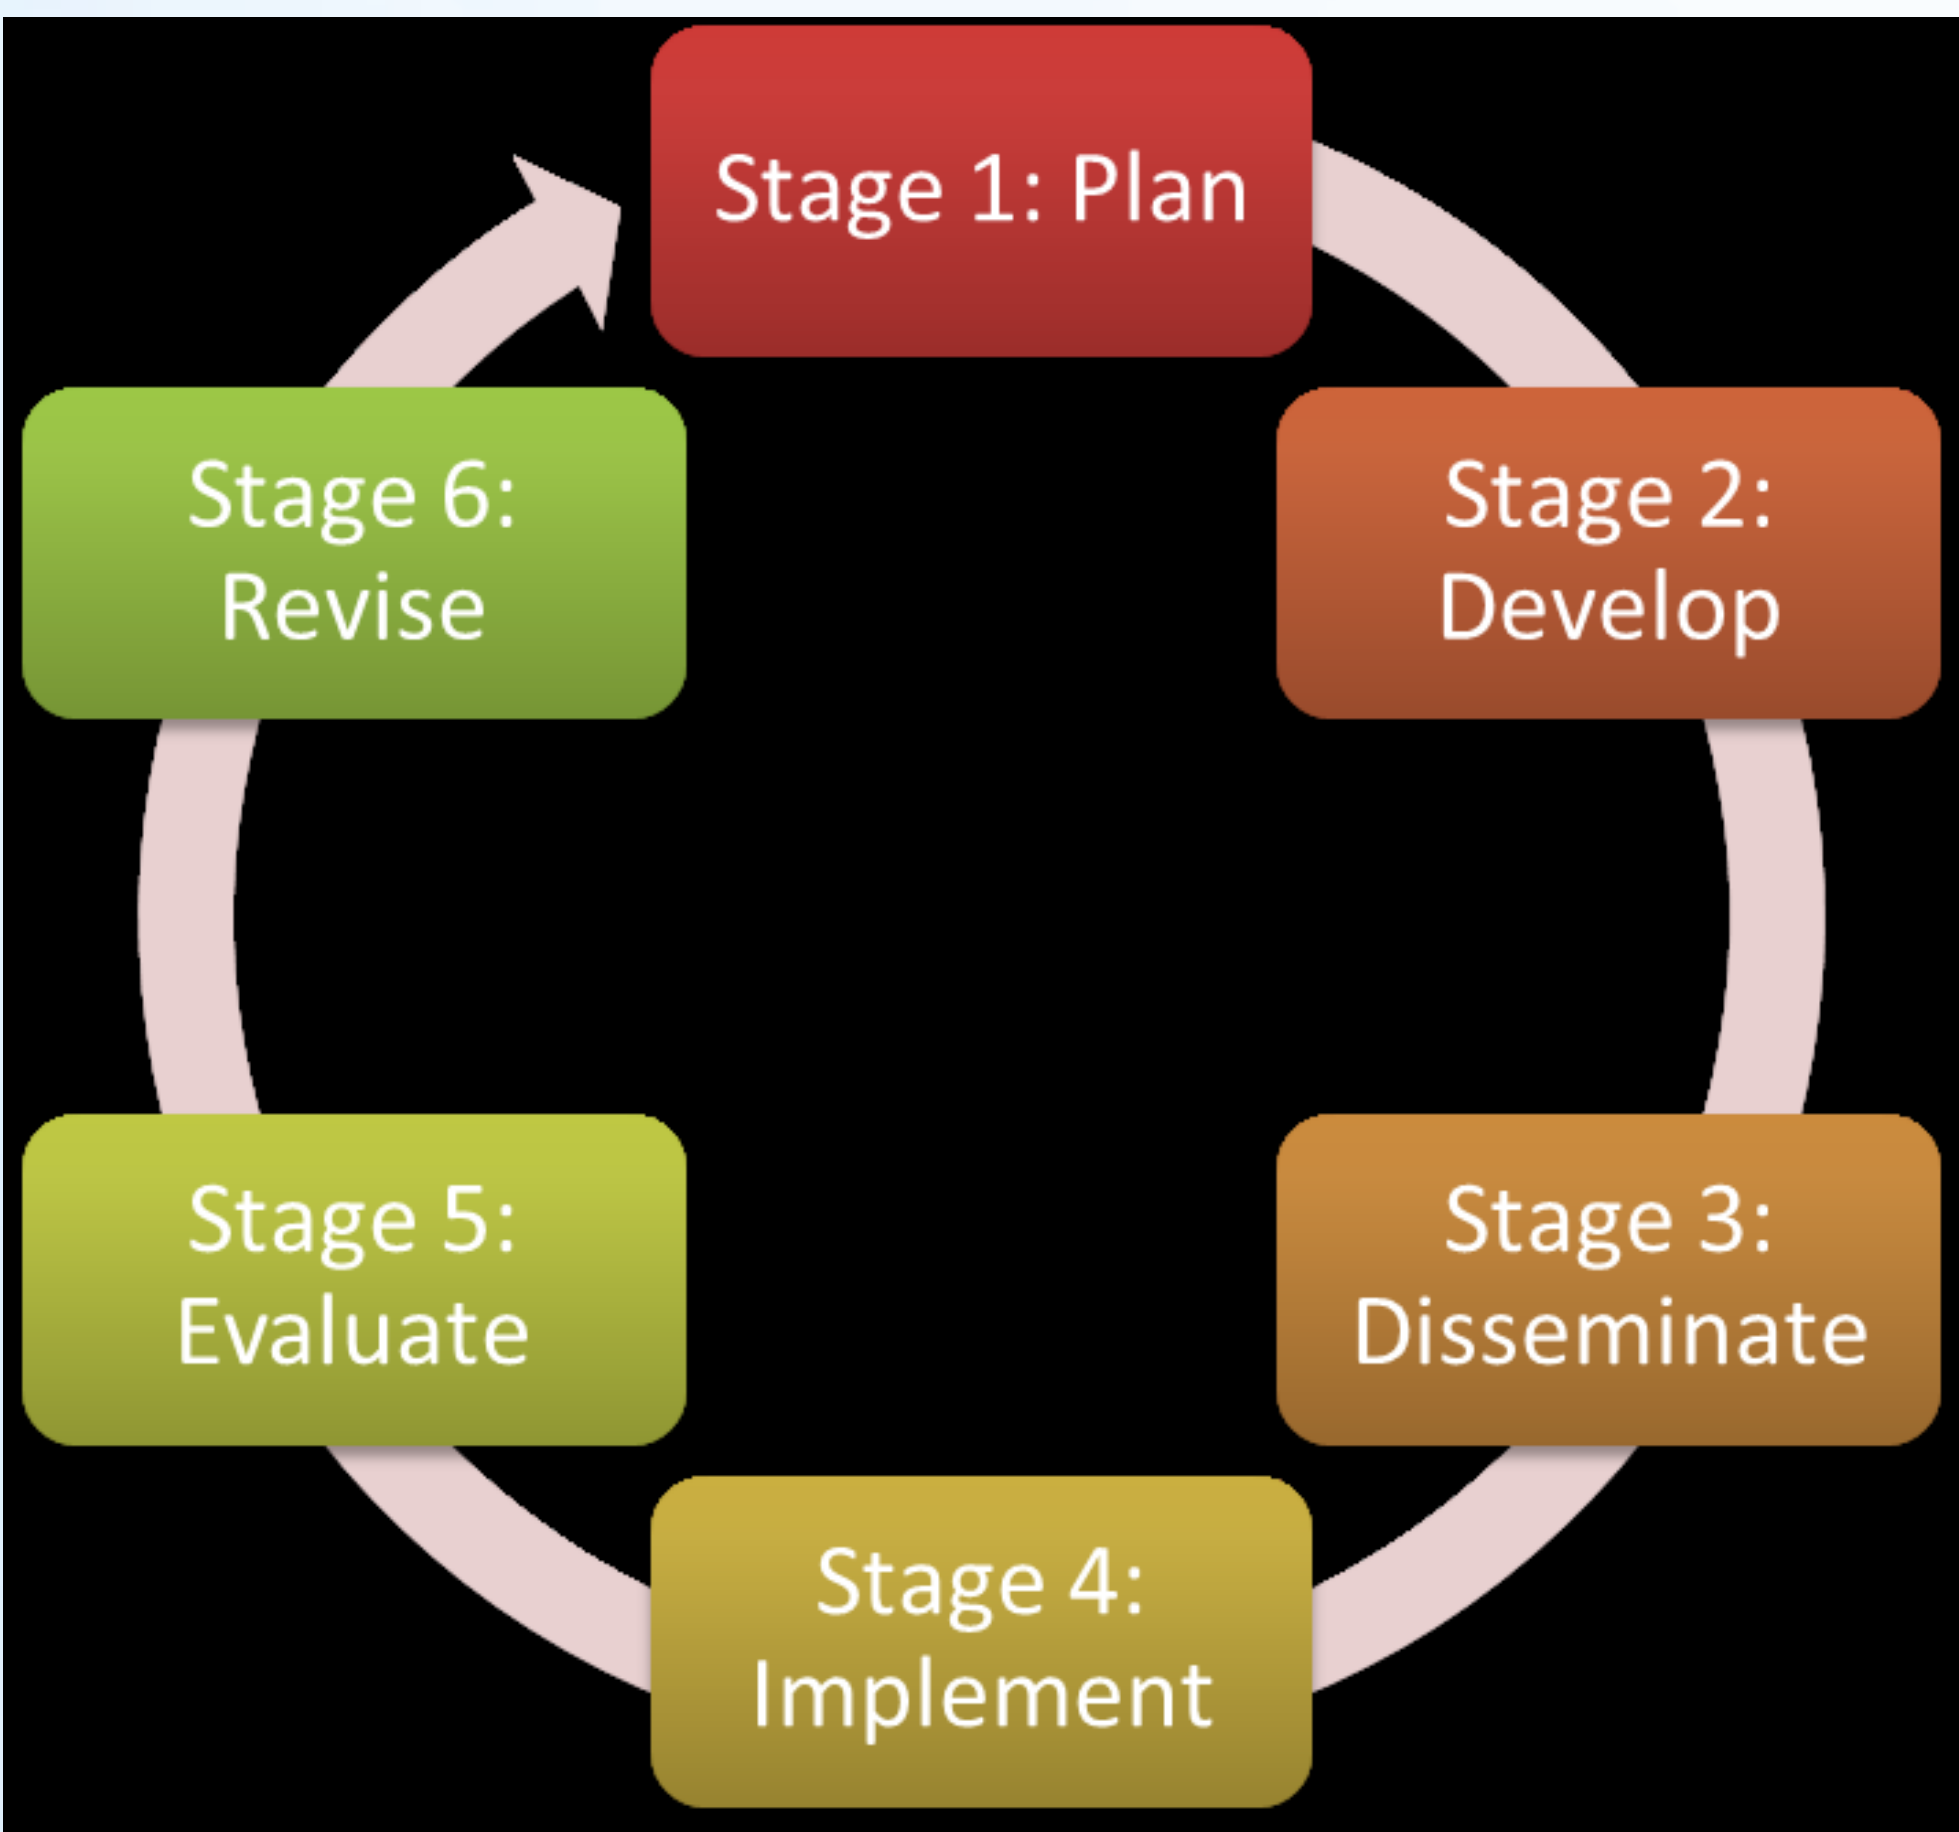 Stage 1: Plan
Stage 2:
Develop
Stage 3:
Disseminate
Stage 4:
Implement
Stage 5:
Evaluate
Stage 6:
Revise